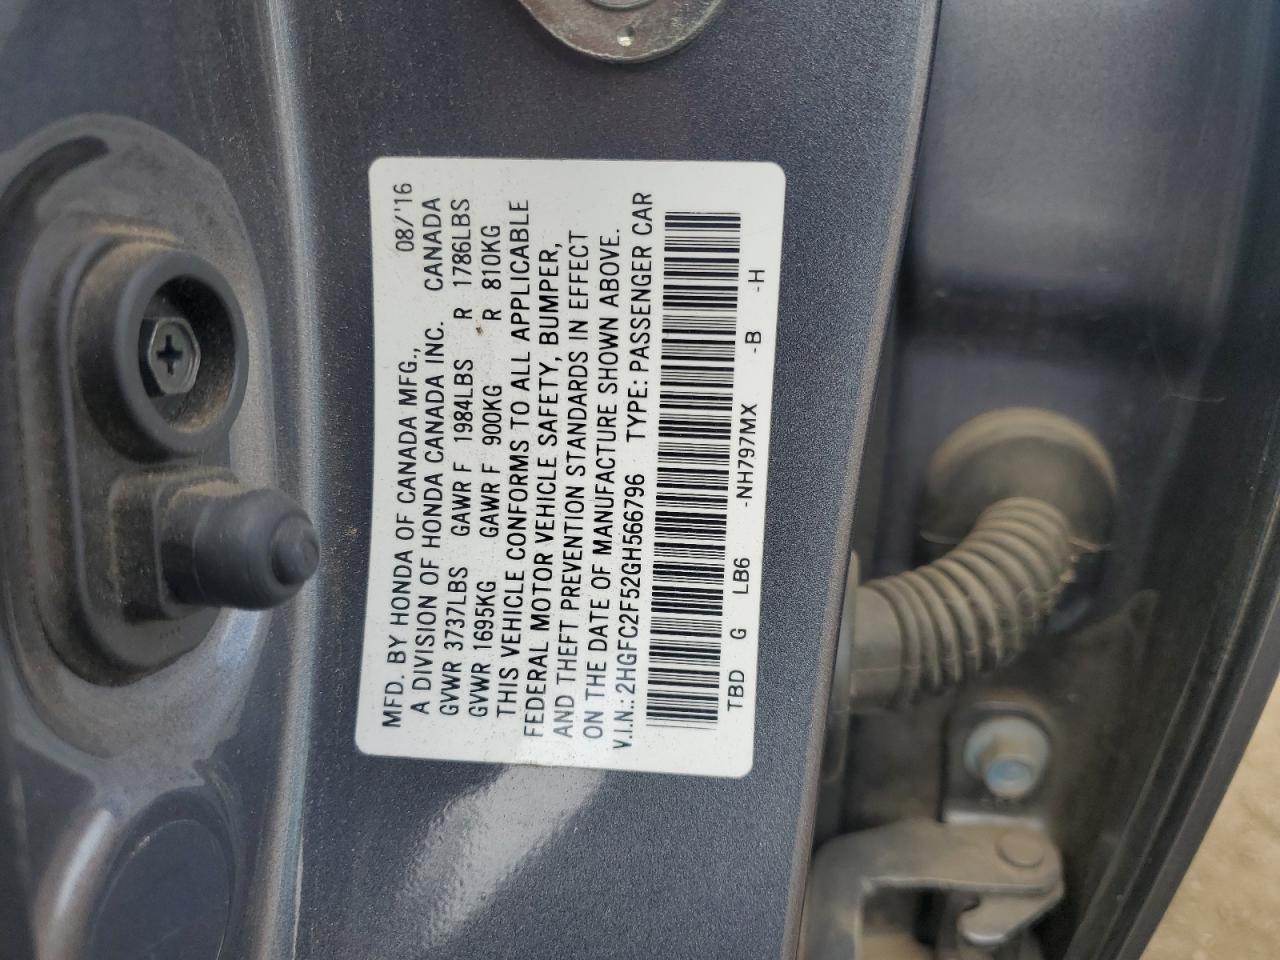 MFD. BY HONDA OF CANADA MFG., 08/'16
A DIVISION OF HONDA CANADA INC. CANADA
GVWR 3737LBS GAWR F 1984LBS R 1786LBS
GVWR 1695KG GAWR F 900KG R 810KG
THIS VEHICLE CONFORMS TO ALL APPLICABLE
FEDERAL MOTOR VEHICLE SAFETY, BUMPER,
AND THEFT PREVENTION STANDARDS IN EFFECT
ON THE DATE OF MANUFACTURE SHOWN ABOVE.
V.I.N.: 2HGFC2F52GH566796 TYPE: PASSENGER CAR
TBD G LB6 -NH797MX -B -H